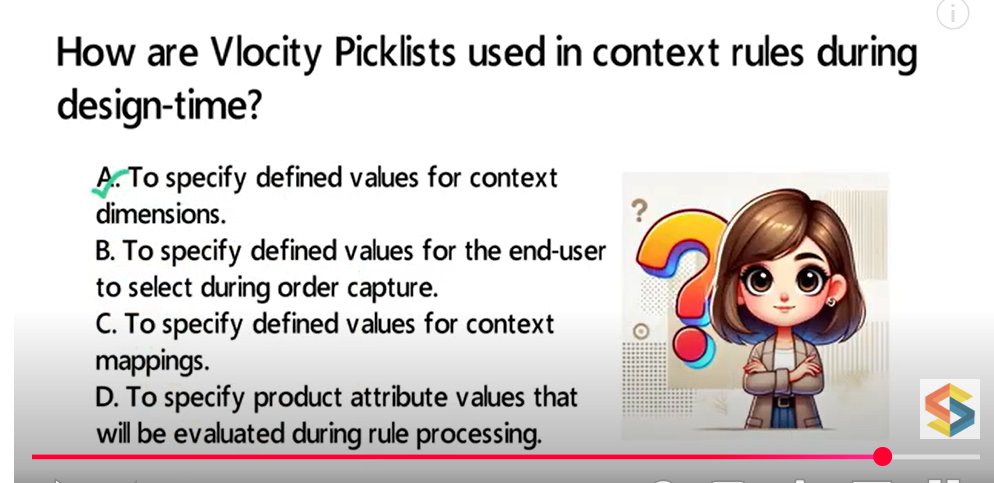 How are Vlocity Picklists used in context rules during
design-time?
A. To specify defined values for context
dimensions.
B. To specify defined values for the end-user
to select during order capture.
C. To specify defined values for context
mappings.
D. To specify product attribute values that
will be evaluated during rule processing.